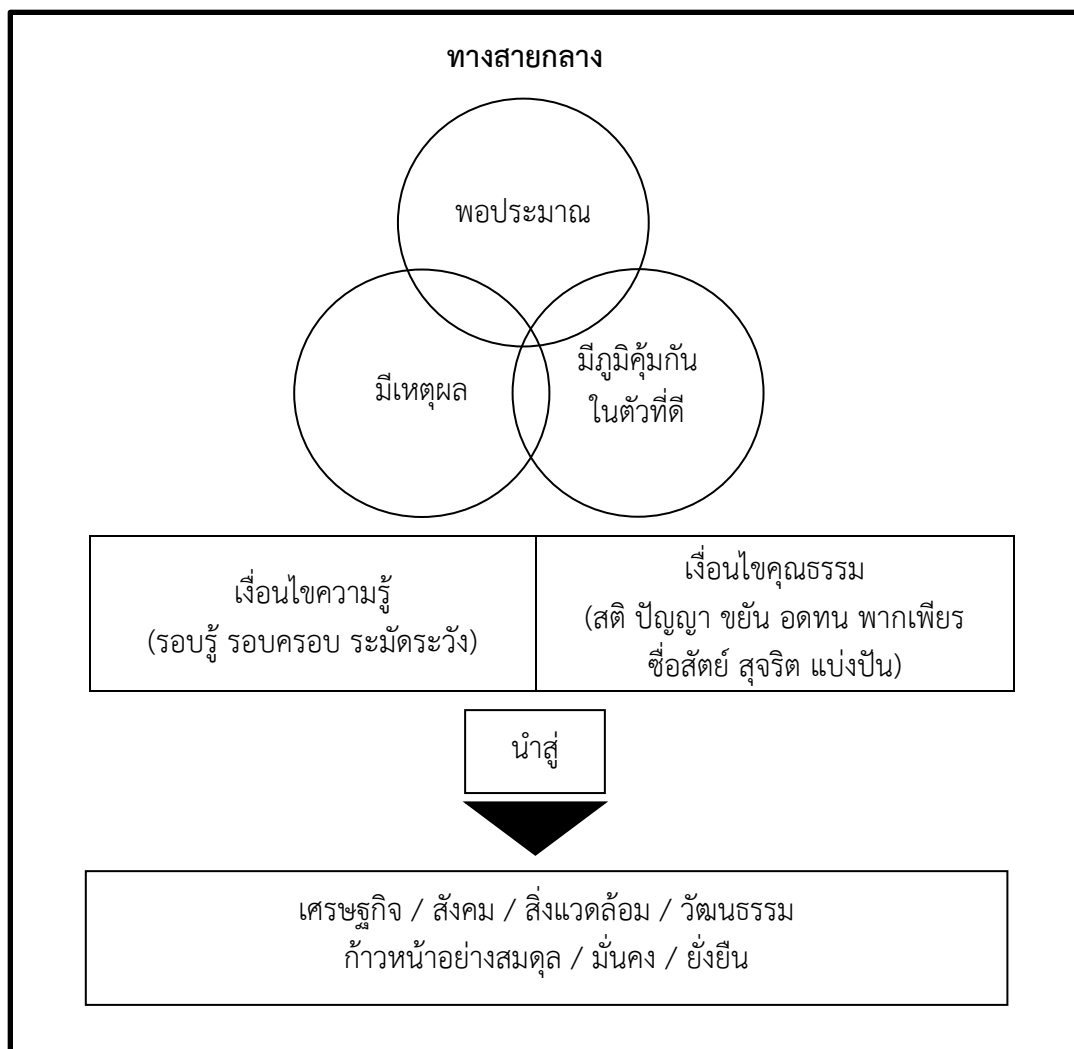 ทางสายกลาง
พอประมาณ
มีเหตุผล
มีภูมิคุ้มกัน
ในตัวที่ดี
เงื่อนไขความรู้
(รอบรู้ รอบครอบ ระมัดระวัง)
เงื่อนไขคุณธรรม
(สติ ปัญญา ขยัน อดทน พากเพียร
ซื่อสัตย์ สุจริต แบ่งปัน)
นำสู่
เศรษฐกิจ / สังคม / สิ่งแวดล้อม / วัฒนธรรม
ก้าวหน้าอย่างสมดุล / มั่นคง / ยั่งยืน